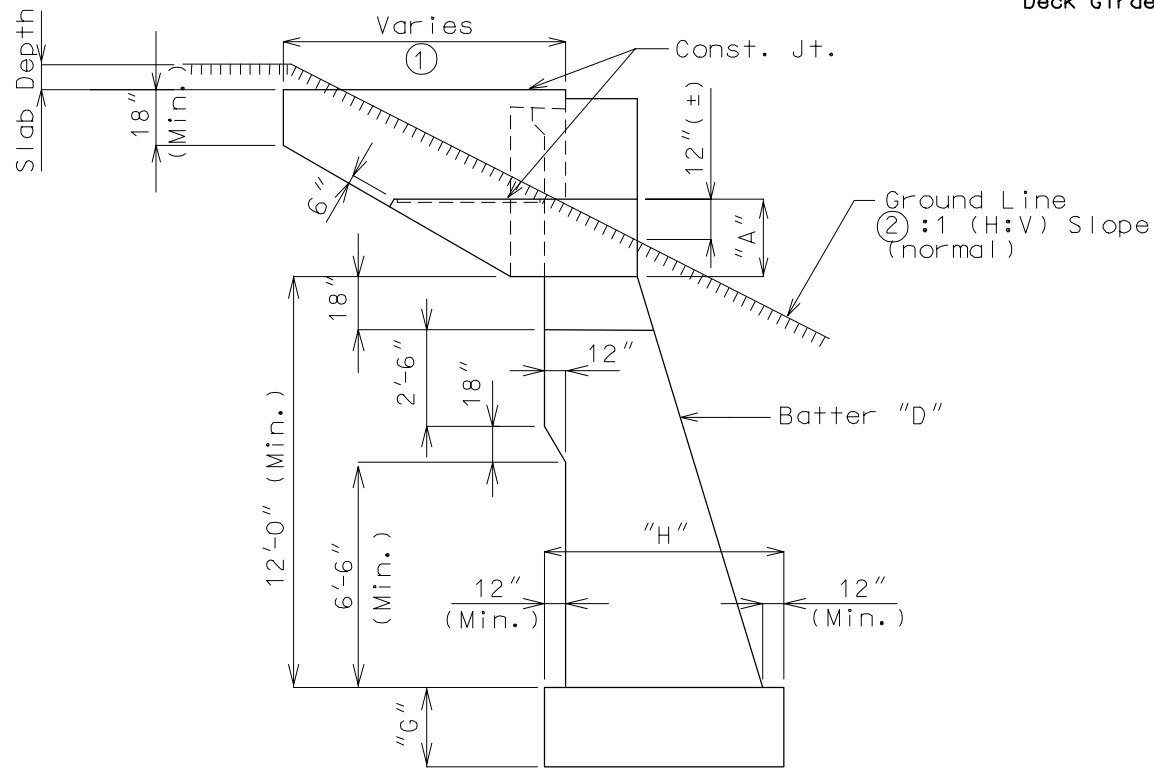 Deck Girde
Varies
①
Const. Jt.
Slab Depth
18"
(Min.)
12"(±)
6"
"A"
Ground Line
② :1 (H:V) Slope
(normal)
18"
2'-6"
18"
12"
Batter "D"
12'-0" (Min.)
6'-6"
(Min.)
"H"
12"
(Min.)
12"
(Min.)
"G"